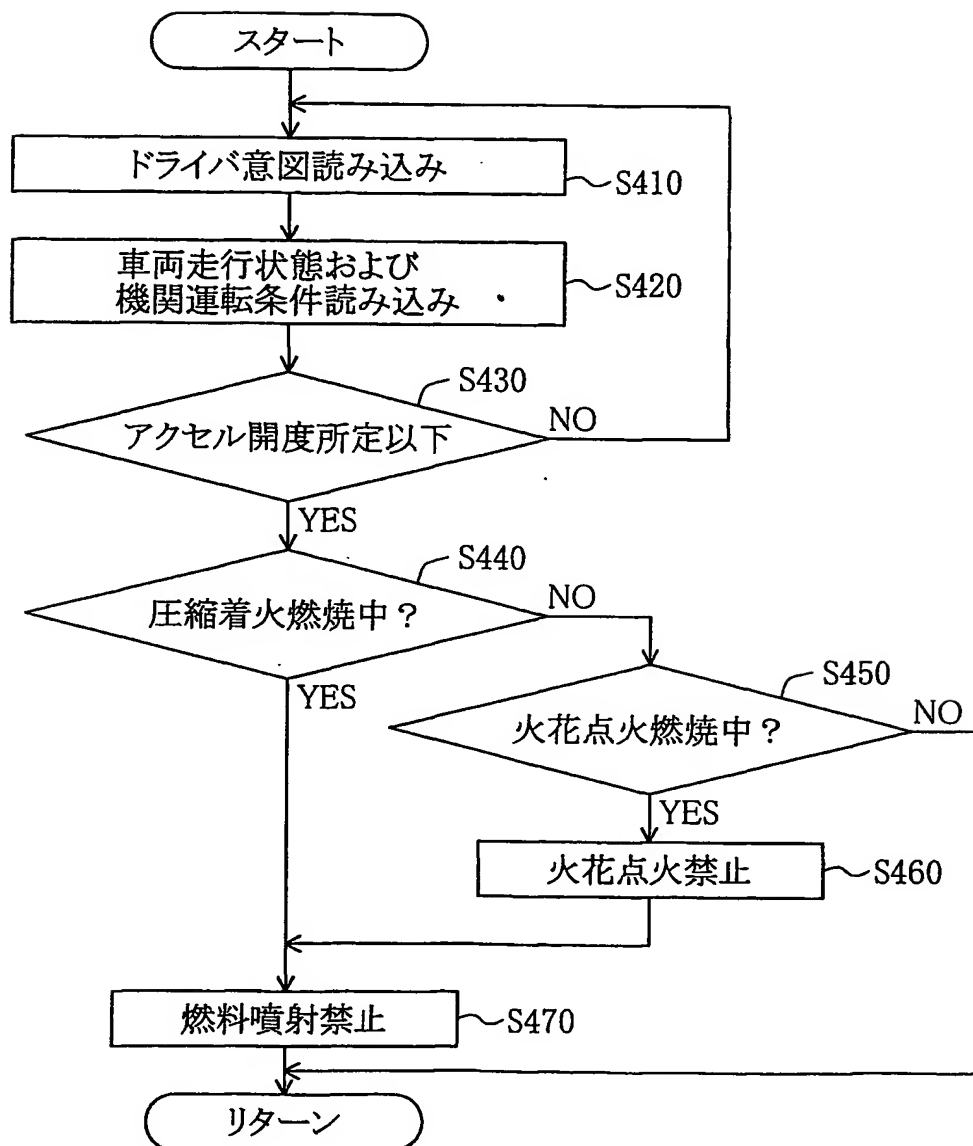 スタート
ドライバ意図読み込み
S410
車両走行状態および
機関運転条件読み込み
S420
S430
アクセル開度所定以下
NO
YES
S440
圧縮着火燃焼中？
NO
YES
S450
火花点火燃焼中？
NO
YES
火花点火禁止
S460
燃料噴射禁止
S470
リターン